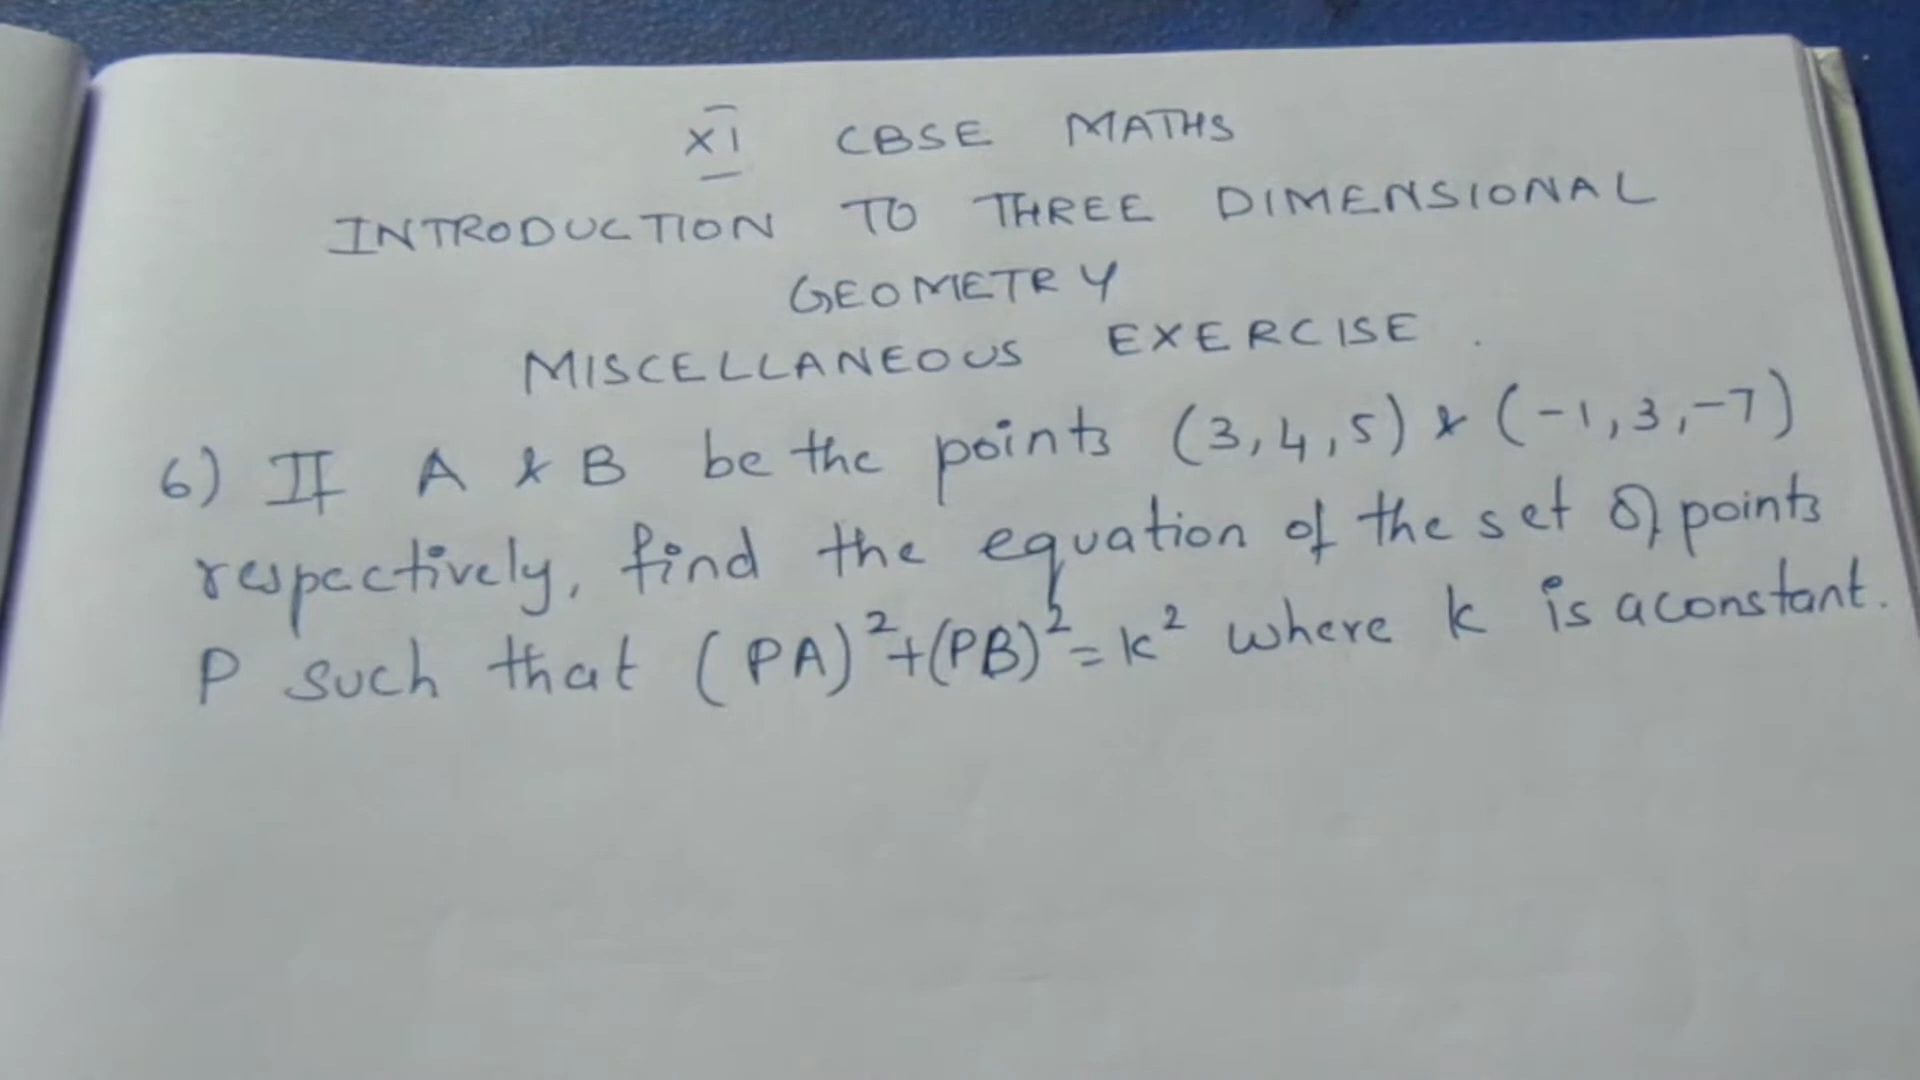 XI CBSE MATHS
INTRODUCTION TO THREE DIMENSIONAL
GEOMETRY
MISCELLANEOUS EXERCISE.
6) If A & B be the points (3,4,5) & (-1,3,-7)
respectively, find the equation of the set of points
P such that (PA)²+(PB)²=k² where k is a constant.